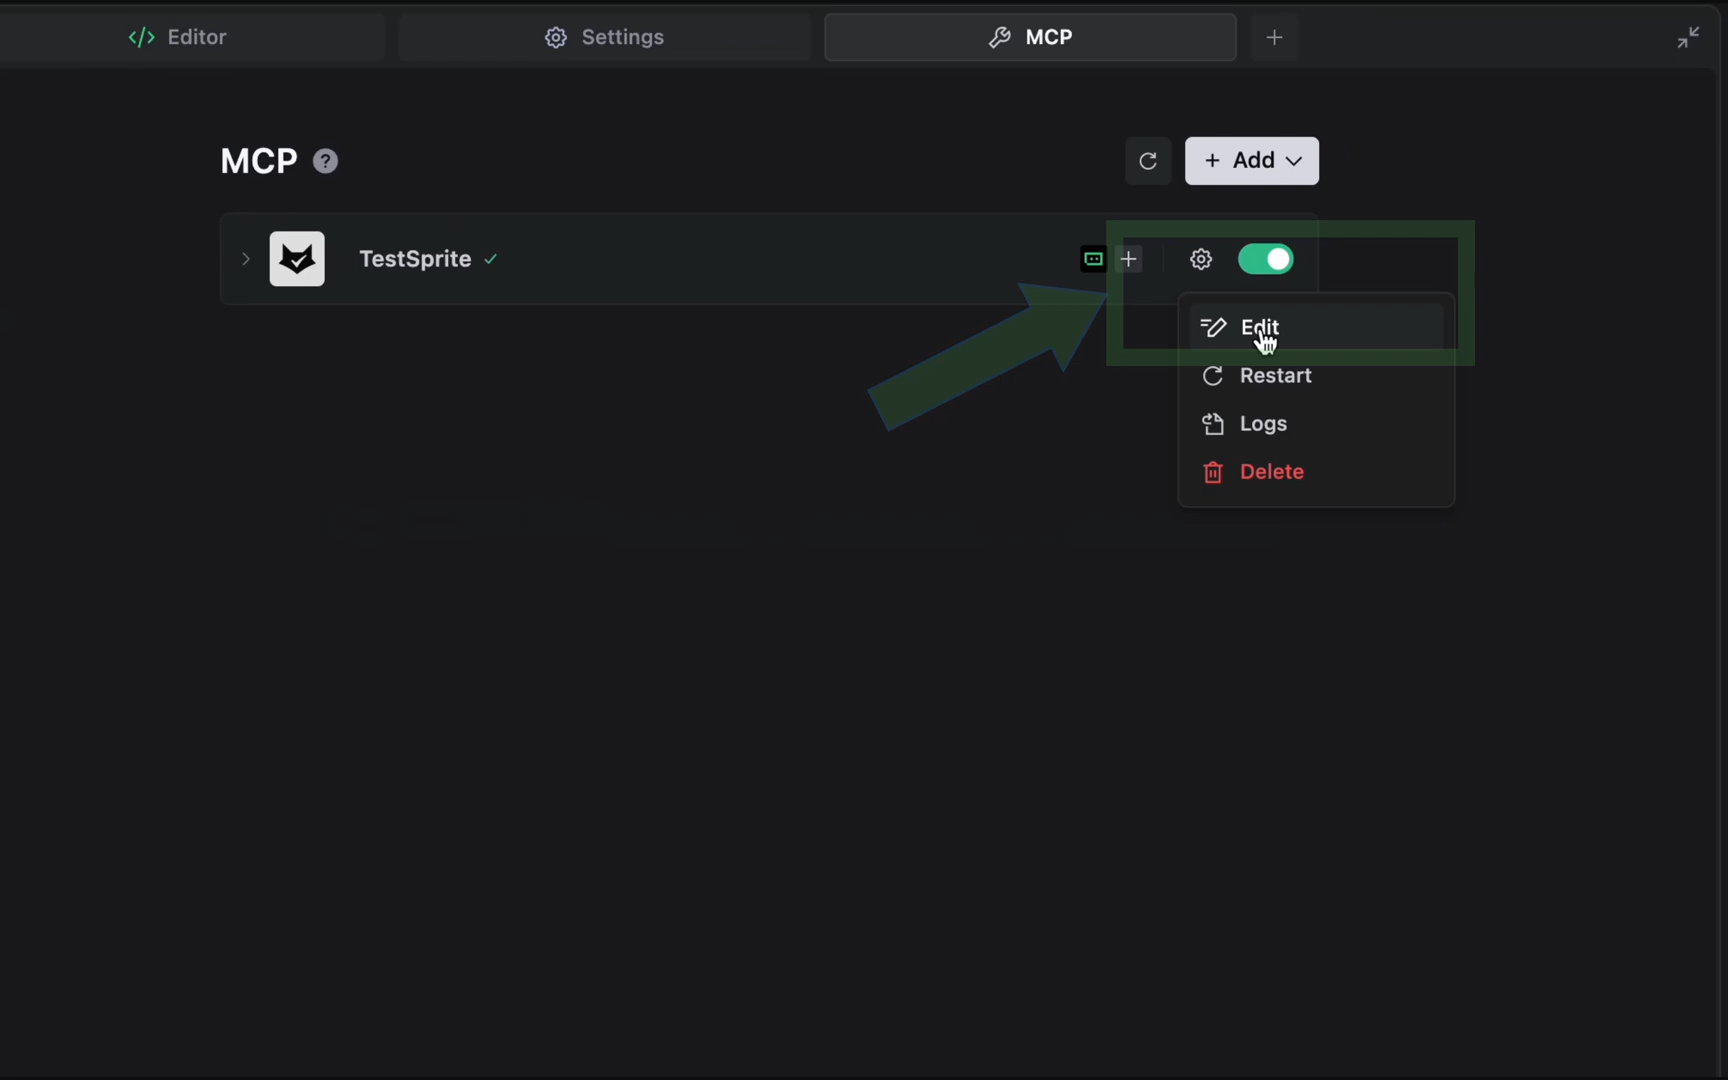 Editor
Settings
MCP
MCP ?
Add
TestSprite
Edit
Restart
Logs
Delete